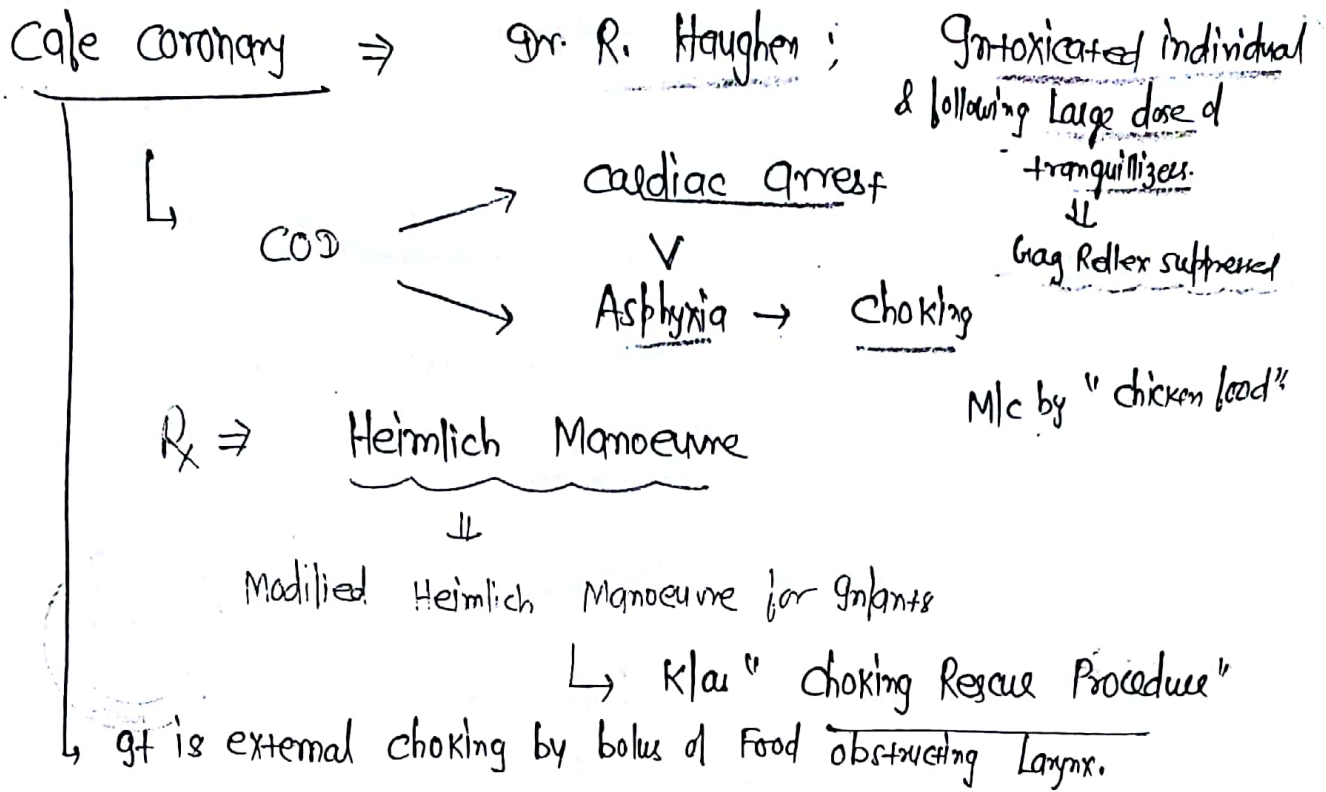 Cafe Coronary ⇒ Dr. R. Haughen ; Intoxicated individual
& following Large dose of
tranquillizers.
⇓
Gag Reflex suppressed
↳ COD → Cardiac arrest
V
→ Asphyxia → Choking
M/c by "chicken food"
Rx ⇒ Heimlich Manoeuvre
⇓
Modified Heimlich Manoeuvre for Infants
↳ K/as "Choking Rescue Procedure"
↳ It is external choking by bolus of Food obstructing Larynx.